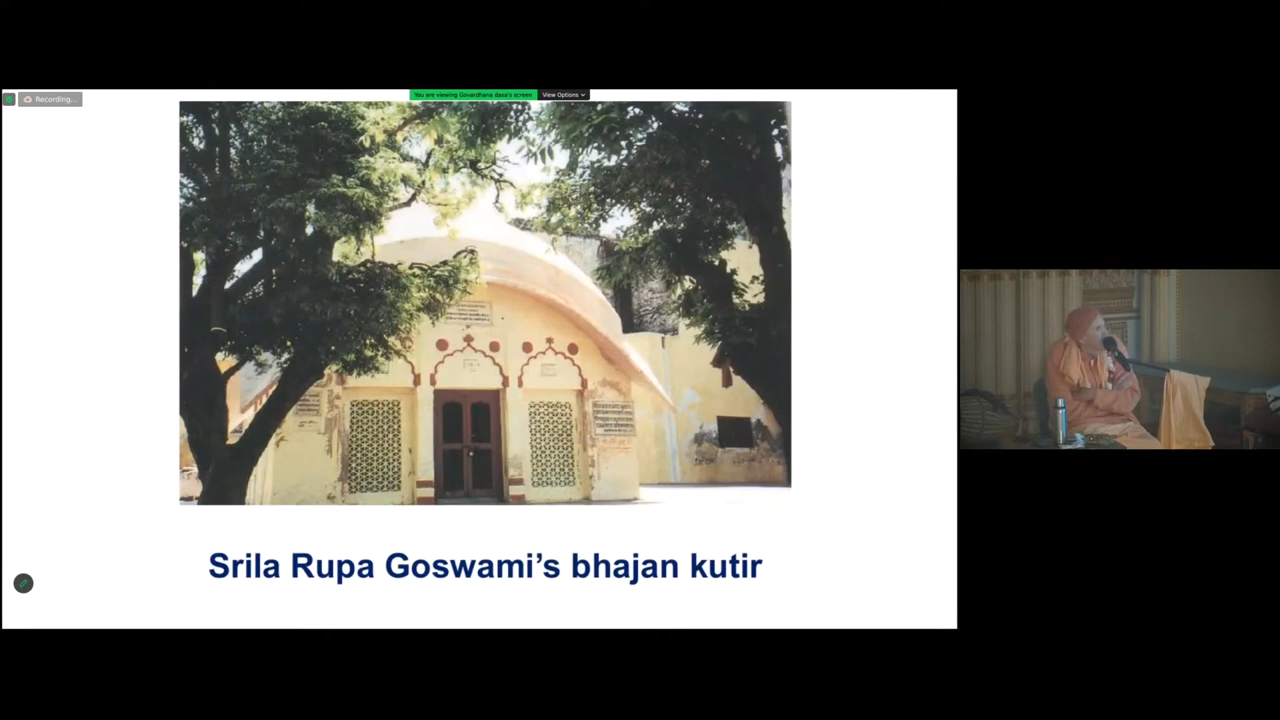 Recording...
You are viewing Govardhana dasa's screen
View Options
Srila Rupa Goswami's bhajan kutir